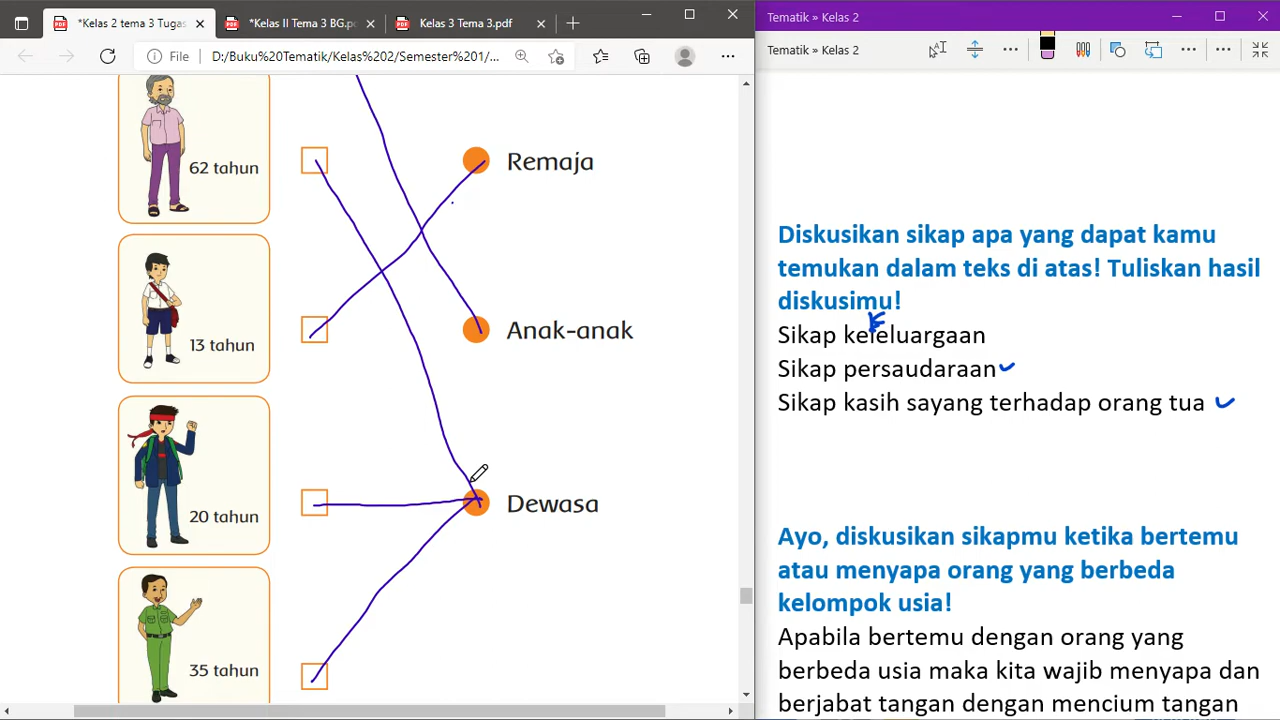 *Kelas 2 tema 3 Tugas
*Kelas II Tema 3 BG.p
Kelas 3 Tema 3.pdf
File
D:/Buku%20Tematik/Kelas%202/Semester%201/...
62 tahun
Remaja
13 tahun
Anak-anak
20 tahun
Dewasa
35 tahun
Tematik » Kelas 2
Tematik » Kelas 2
Diskusikan sikap apa yang dapat kamu
temukan dalam teks di atas! Tuliskan hasil
diskusimu!
Sikap keleluargaan
Sikap persaudaraan
Sikap kasih sayang terhadap orang tua
Ayo, diskusikan sikapmu ketika bertemu
atau menyapa orang yang berbeda
kelompok usia!
Apabila bertemu dengan orang yang
berbeda usia maka kita wajib menyapa dan
berjabat tangan dengan mencium tangan